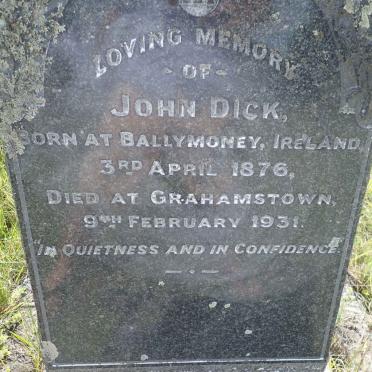 LOVING MEMORY
- OF -
JOHN DICK,
BORN AT BALLYMONEY, IRELAND,
3RD APRIL 1876,
DIED AT GRAHAMSTOWN,
9TH FEBRUARY 1931.
"IN QUIETNESS AND IN CONFIDENCE."